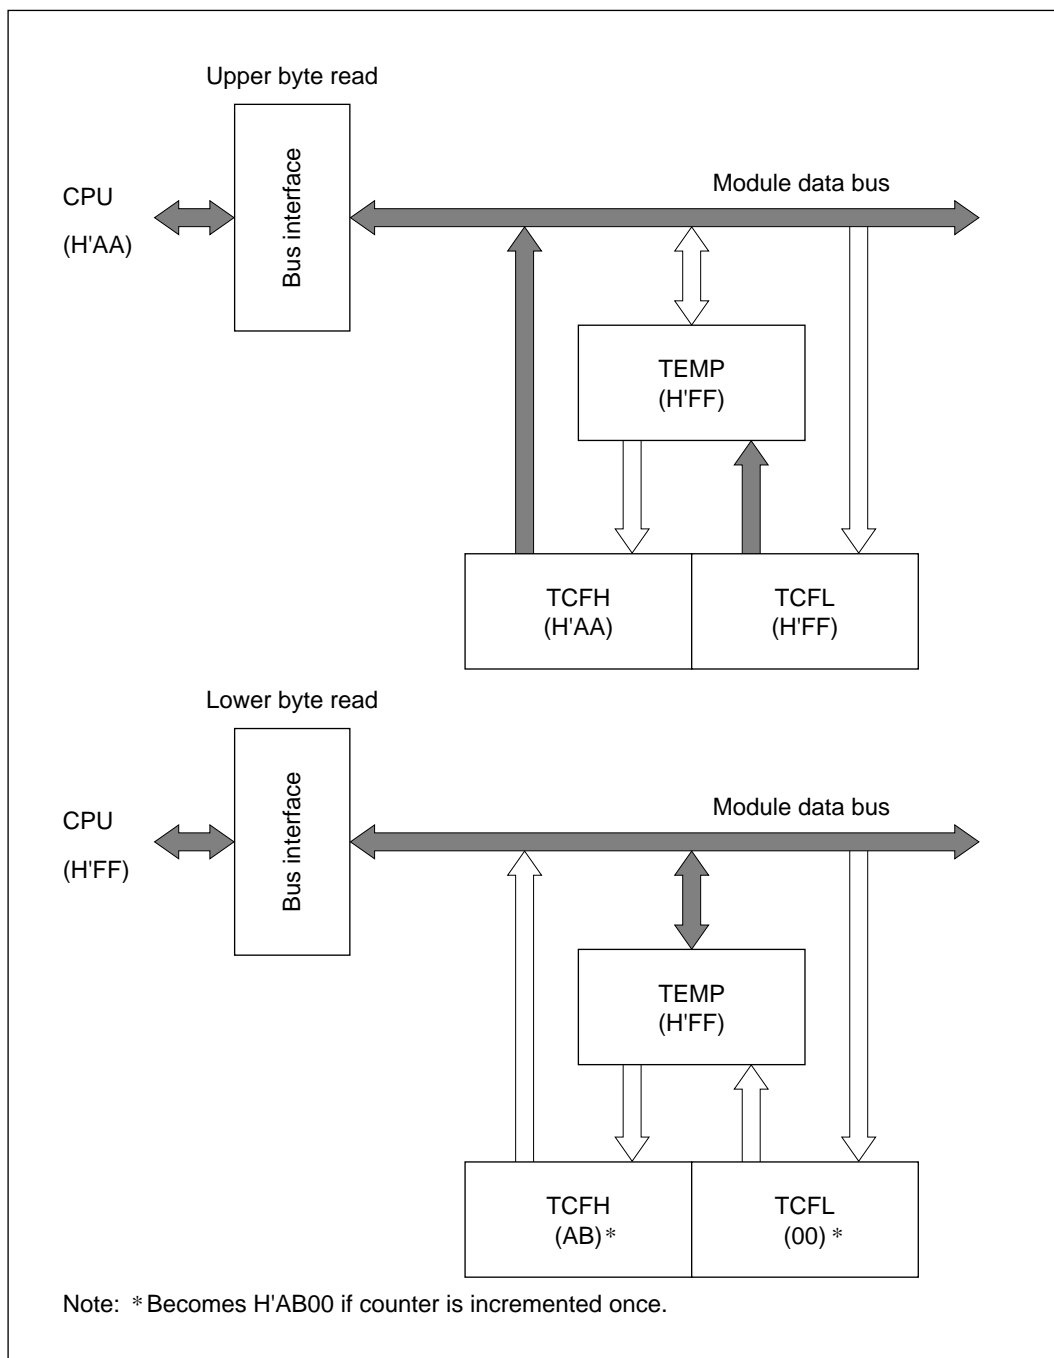 Upper byte read
Bus interface
CPU
(H'AA)
Module data bus
TEMP
(H'FF)
TCFH
(H'AA)
TCFL
(H'FF)
Lower byte read
Bus interface
CPU
(H'FF)
Module data bus
TEMP
(H'FF)
TCFH
(AB)*
TCFL
(00) *
Note: * Becomes H'AB00 if counter is incremented once.